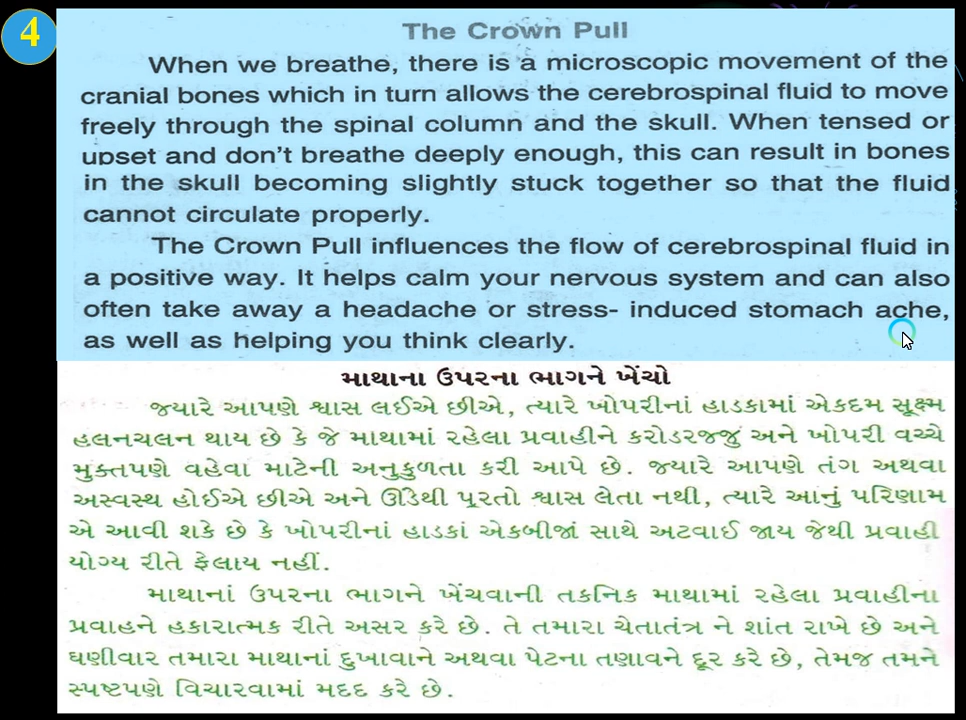 4
The Crown Pull
When we breathe, there is a microscopic movement of the
cranial bones which in turn allows the cerebrospinal fluid to move
freely through the spinal column and the skull. When tensed or
upset and don't breathe deeply enough, this can result in bones
in the skull becoming slightly stuck together so that the fluid
cannot circulate properly.
The Crown Pull influences the flow of cerebrospinal fluid in
a positive way. It helps calm your nervous system and can also
often take away a headache or stress- induced stomach ache,
as well as helping you think clearly.
માથાના ઉપરના ભાગને ખેંચો
જ્યારે આપણે શ્વાસ લઈએ છીએ, ત્યારે ખોપરીનાં હાડકામાં એકદમ સૂક્ષ્મ
હલનચલન થાય છે કે જે માથામાં રહેલા પ્રવાહીને કરોડરજ્જુ અને ખોપરી વચ્ચે
મુક્તપણે વહેવા માટેની અનુકુળતા કરી આપે છે. જ્યારે આપણે તંગ અથવા
અસ્વસ્થ હોઈએ છીએ અને ઊંડેથી પૂરતો શ્વાસ લેતા નથી, ત્યારે આનું પરિણામ
એ આવી શકે છે કે ખોપરીનાં હાડકાં એકબીજાં સાથે અટવાઈ જાય જેથી પ્રવાહી
યોગ્ય રીતે ફેલાય નહીં.
માથાનાં ઉપરના ભાગને ખેંચવાની તકનિક માથામાં રહેલા પ્રવાહીના
પ્રવાહને હકારાત્મક રીતે અસર કરે છે. તે તમારા ચેતાતંત્ર ને શાંત રાખે છે અને
ઘણીવાર તમારા માથાનાં દુખાવાને અથવા પેટના તણાવને દૂર કરે છે, તેમજ તમને
સ્પષ્ટપણે વિચારવામાં મદદ કરે છે.